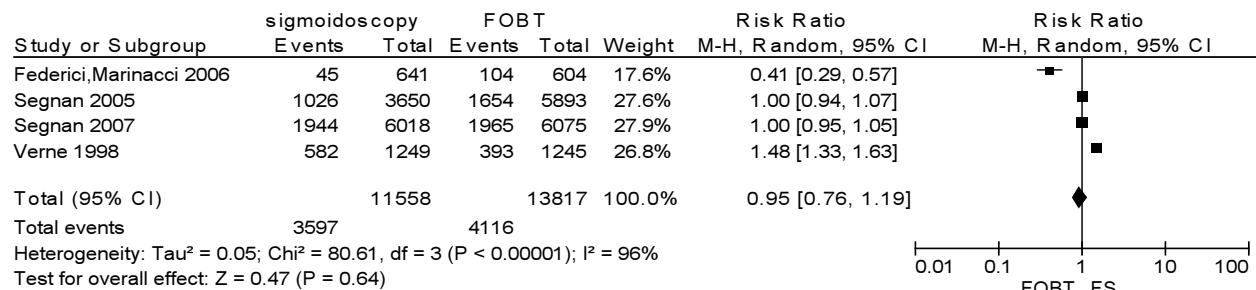 sigmoidoscopy FOBT Risk Ratio Risk Ratio
Study or Subgroup Events Total Events Total Weight M-H, Random, 95% CI M-H, Random, 95% CI
Federici,Marinacci 2006 45 641 104 604 17.6% 0.41 [0.29, 0.57]
Segnan 2005 1026 3650 1654 5893 27.6% 1.00 [0.94, 1.07]
Segnan 2007 1944 6018 1965 6075 27.9% 1.00 [0.95, 1.05]
Verne 1998 582 1249 393 1245 26.8% 1.48 [1.33, 1.63]
Total (95% CI) 11558 13817 100.0% 0.95 [0.76, 1.19]
Total events 3597 4116
Heterogeneity: Tau² = 0.05; Chi² = 80.61, df = 3 (P < 0.00001); I² = 96%
Test for overall effect: Z = 0.47 (P = 0.64)
0.01 0.1 1 10 100
FOBT FS